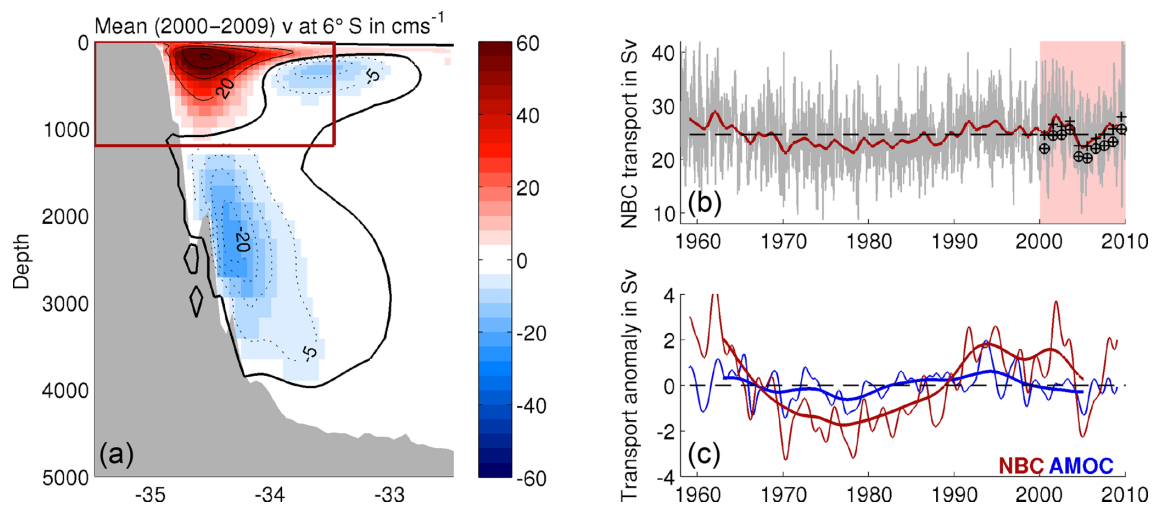 Mean (2000−2009) v at 6° S in cms⁻¹
0
1000
2000
3000
4000
5000
Depth
-35
-34
-33
20
-5
-20
-5
(a)
60
40
20
0
-20
-40
-60
NBC transport in Sv
40
30
20
10
(b)
1960 1970 1980 1990 2000 2010
Transport anomaly in Sv
4
2
0
-2
-4
(c)
NBC AMOC
1960 1970 1980 1990 2000 2010